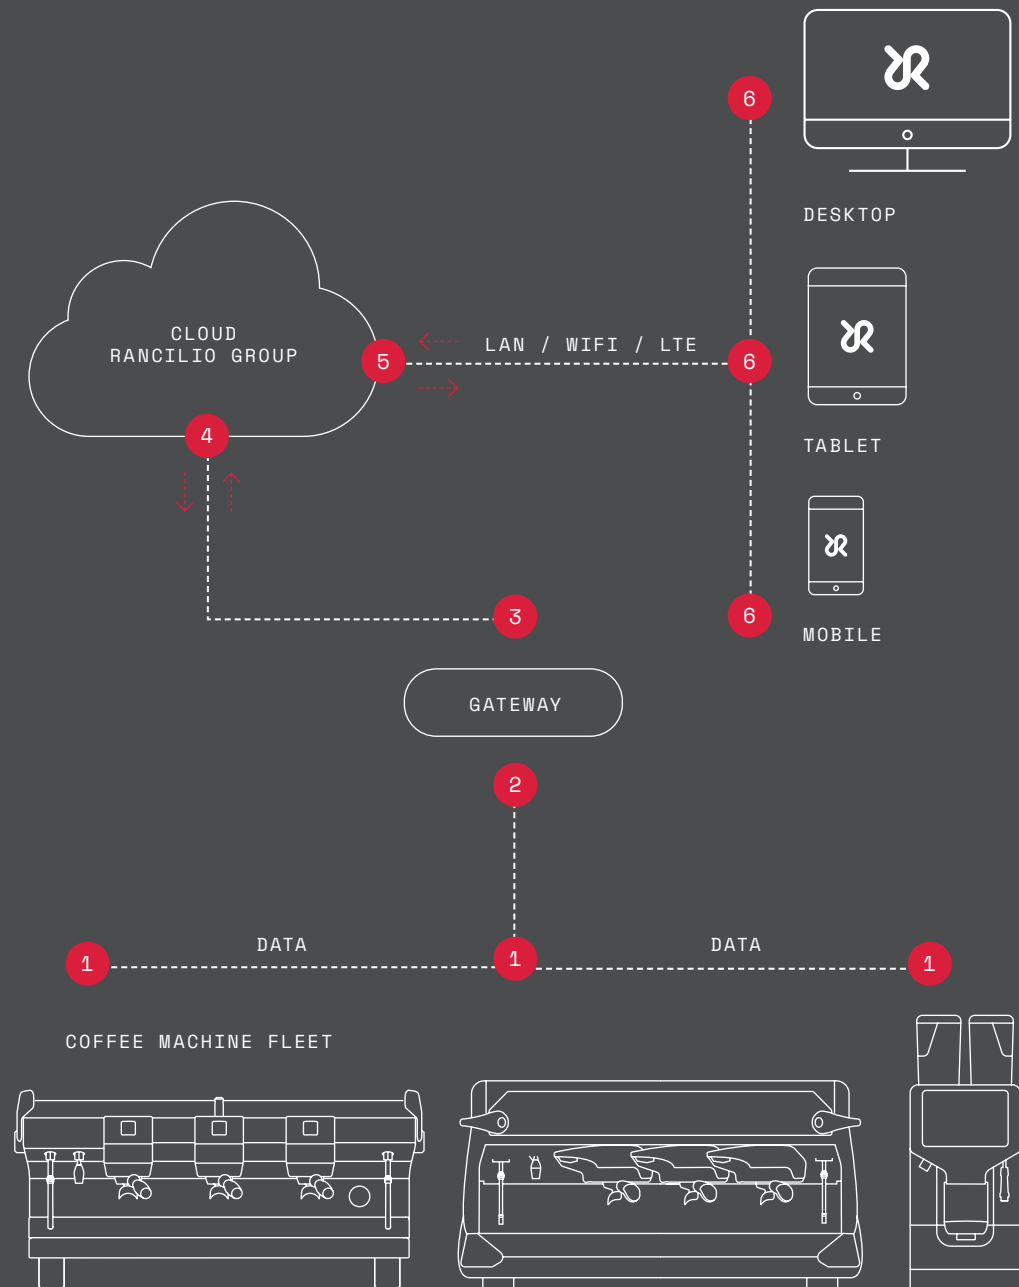 6
DESKTOP
CLOUD
RANCILIO GROUP
5
LAN / WIFI / LTE
6
4
TABLET
3
6
MOBILE
GATEWAY
2
1
DATA
1
DATA
1
COFFEE MACHINE FLEET